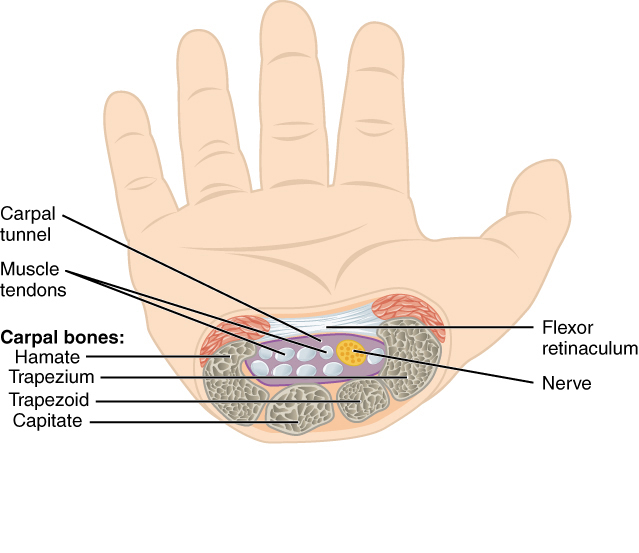 Carpal
tunnel
Muscle
tendons
Carpal bones:
Hamate
Trapezium
Trapezoid
Capitate
Flexor
retinaculum
Nerve